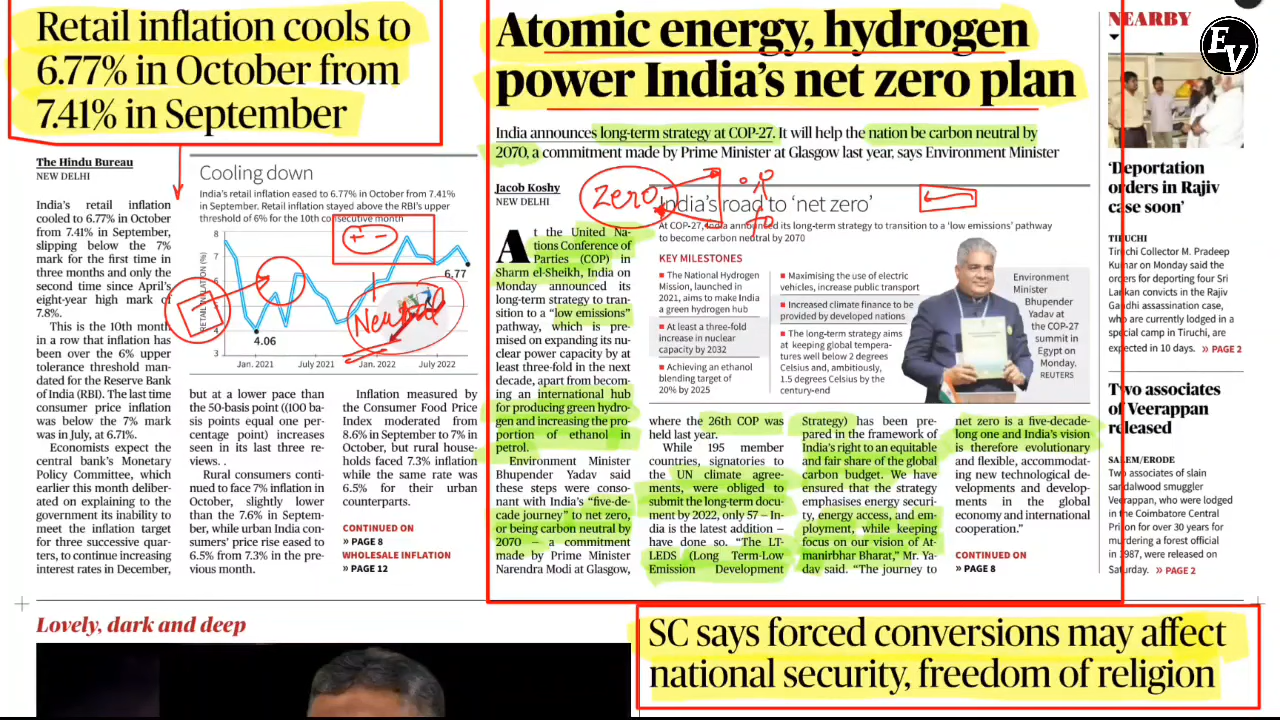 Retail inflation cools to
6.77% in October from
7.41% in September
The Hindu Bureau
NEW DELHI
India's retail inflation
cooled to 6.77% in October
from 7.41% in September,
slipping below the 7%
mark for the first time in
three months and only the
second time since April's
eight-year high mark of
7.8%.
This is the 10th month
in a row that inflation has
been over the 6% upper
tolerance threshold man-
dated for the Reserve Bank
of India (RBI). The last time
consumer price inflation
was below the 7% mark
was in July, at 6.71%.
Economists expect the
central bank's Monetary
Policy Committee, which
earlier this month deliber-
ated on explaining to the
government its inability to
meet the inflation target
for three successive quar-
ters, to continue increasing
interest rates in December,
Cooling down
India's retail inflation eased to 6.77% in October from 7.41%
in September. Retail inflation stayed above the RBI's upper
threshold of 6% for the 10th consecutive month
RETAIL INFLATION (%)
8
7
6
4
3
4.06
6.77
Jan. 2021
July 2021
Jan. 2022
July 2022
+ -
Neutral
but at a lower pace than
the 50-basis point ((100 ba-
sis points equal one per-
centage point) increases
seen in its last three re-
views. .
Rural consumers conti-
nued to face 7% inflation in
October, slightly lower
than the 7.6% in Septem-
ber, while urban India con-
sumers' price rise eased to
6.5% from 7.3% in the pre-
vious month.
Inflation measured by
the Consumer Food Price
Index moderated from
8.6% in September to 7% in
October, but rural house-
holds faced 7.3% inflation
while the same rate was
6.5% for their urban
counterparts.
CONTINUED ON
» PAGE 8
WHOLESALE INFLATION
» PAGE 12
Atomic energy, hydrogen
power India's net zero plan
India announces long-term strategy at COP-27. It will help the nation be carbon neutral by
2070, a commitment made by Prime Minister at Glasgow last year, says Environment Minister
Jacob Koshy
NEW DELHI
At the United Na-
tions Conference of
Parties (COP) in
Sharm el-Sheikh, India on
Monday announced its
long-term strategy to tran-
sition to a "low emissions"
pathway, which is pre-
mised on expanding its nu-
clear power capacity by at
least three-fold in the next
decade, apart from becom-
ing an international hub
for producing green hydro-
gen and increasing the pro-
portion of ethanol in
petrol.
Environment Minister
Bhupender Yadav said
these steps were conso-
nant with India's "five-de-
cade journey" to net zero,
or being carbon neutral by
2070 – a commitment
made by Prime Minister
Narendra Modi at Glasgow,
zero
India's road to 'net zero'
At COP-27, India announced its long-term strategy to transition to a 'low emissions' pathway
to become carbon neutral by 2070
KEY MILESTONES
The National Hydrogen
Mission, launched in
2021, aims to make India
a green hydrogen hub
At least a three-fold
increase in nuclear
capacity by 2032
Achieving an ethanol
blending target of
20% by 2025
Maximising the use of electric
vehicles, increase public transport
Increased climate finance to be
provided by developed nations
The long-term strategy aims
at keeping global tempera-
tures well below 2 degrees
Celsius and, ambitiously,
1.5 degrees Celsius by the
century-end
Environment
Minister
Bhupender
Yadav at
the COP-27
summit in
Egypt on
Monday.
REUTERS
where the 26th COP was
held last year.
While 195 member
countries, signatories to
the UN climate agree-
ments, were obliged to
submit the long-term docu-
ment by 2022, only 57 – In-
dia is the latest addition –
have done so. "The LT-
LEDS (Long Term-Low
Emission Development
Strategy) has been pre-
pared in the framework of
India's right to an equitable
and fair share of the global
carbon budget. We have
ensured that the strategy
emphasises energy securi-
ty, energy access, and em-
ployment, while keeping
focus on our vision of At-
manirbhar Bharat," Mr. Ya-
dav said. "The journey to
net zero is a five-decade-
long one and India's vision
is therefore evolutionary
and flexible, accommodat-
ing new technological de-
velopments and develop-
ments in the global
economy and international
cooperation."
CONTINUED ON
» PAGE 8
NEARBY
EV
'Deportation
orders in Rajiv
case soon'
TIRUCHI
Tiruchi Collector M. Pradeep
Kumar on Monday said the
orders for deporting four Sri
Lankan convicts in the Rajiv
Gandhi assassination case,
who are currently lodged in a
special camp in Tiruchi, are
expected in 10 days. » PAGE 2
Two associates
of Veerappan
released
SALEM/ERODE
Two associates of slain
sandalwood smuggler
Veerappan, who were lodged
in the Coimbatore Central
Prison for over 30 years for
murdering a forest official
in 1987, were released on
Saturday. » PAGE 2
Lovely, dark and deep
SC says forced conversions may affect
national security, freedom of religion